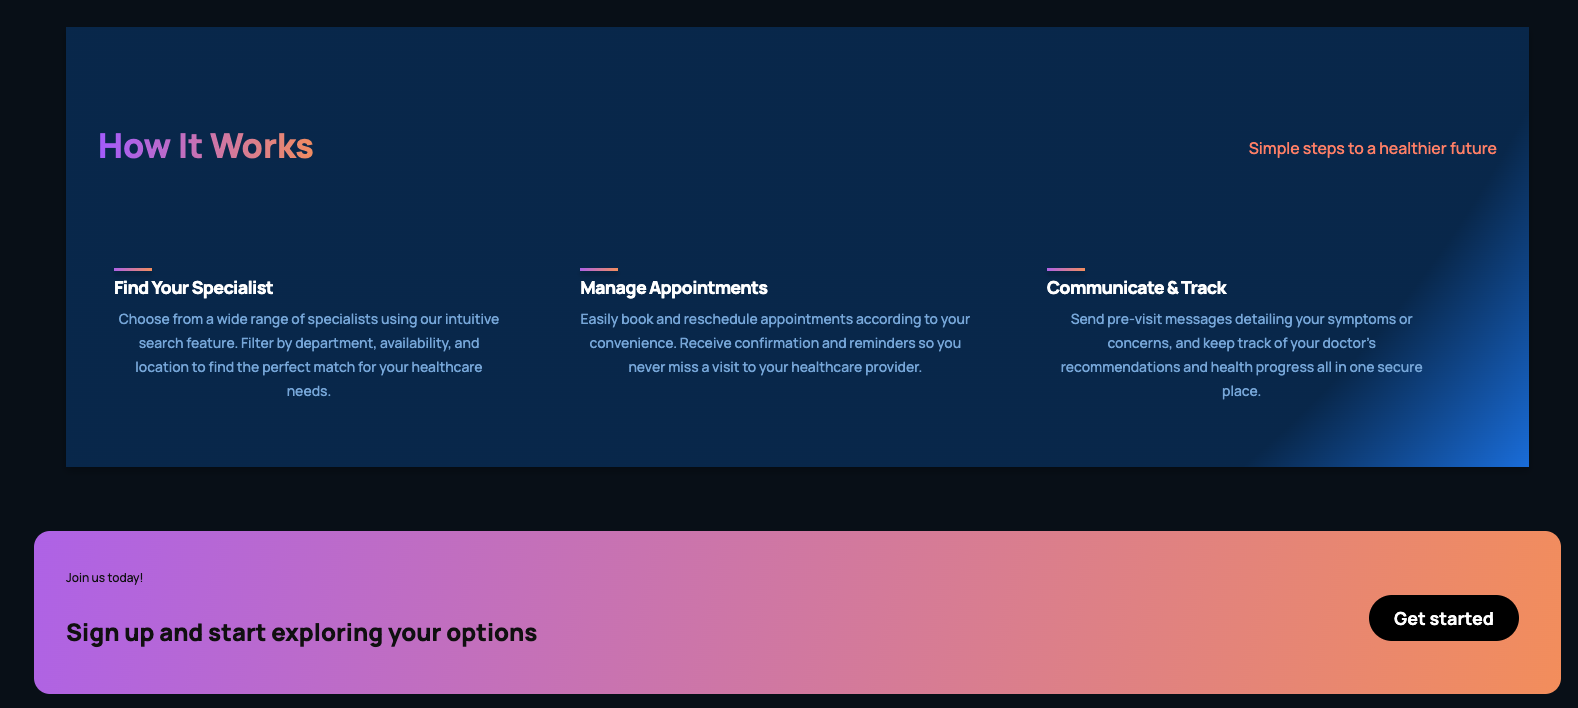 How It Works
Simple steps to a healthier future
Find Your Specialist
Choose from a wide range of specialists using our intuitive
search feature. Filter by department, availability, and
location to find the perfect match for your healthcare
needs.
Manage Appointments
Easily book and reschedule appointments according to your
convenience. Receive confirmation and reminders so you
never miss a visit to your healthcare provider.
Communicate & Track
Send pre-visit messages detailing your symptoms or
concerns, and keep track of your doctor's
recommendations and health progress all in one secure
place.
Join us today!
Sign up and start exploring your options
Get started